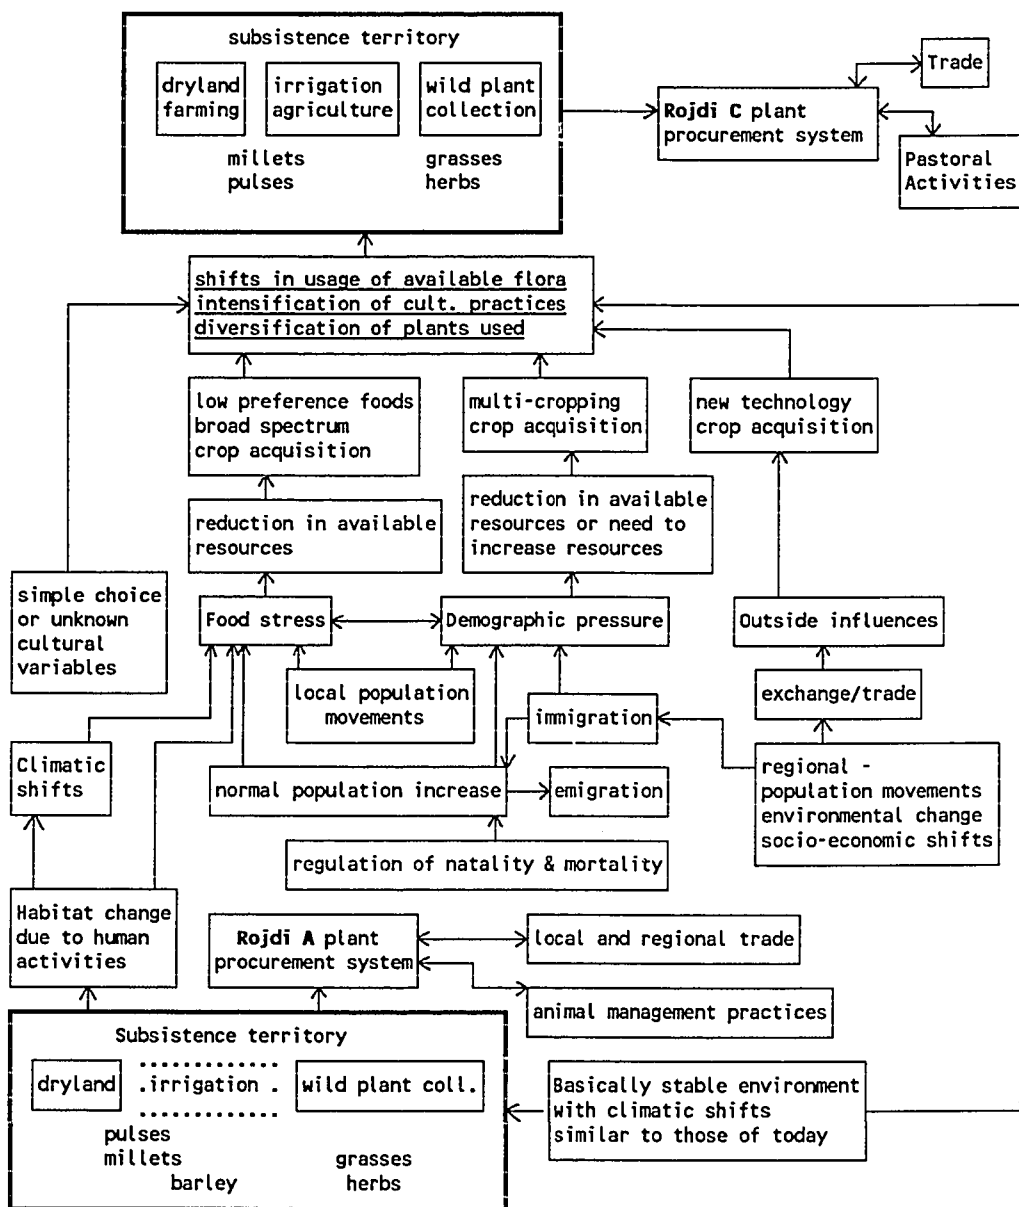 subsistence territory
dryland
farming
irrigation
agriculture
wild plant
collection
millets
pulses
grasses
herbs
Rojdi C plant
procurement system
Trade
Pastoral
Activities
shifts in usage of available flora
intensification of cult. practices
diversification of plants used
low preference foods
broad spectrum
crop acquisition
multi-cropping
crop acquisition
new technology
crop acquisition
reduction in available
resources
reduction in available
resources or need to
increase resources
simple choice
or unknown
cultural
variables
Food stress
Demographic pressure
Outside influences
local population
movements
immigration
exchange/trade
Climatic
shifts
normal population increase
emigration
regional -
population movements
environmental change
socio-economic shifts
regulation of natality & mortality
Habitat change
due to human
activities
Rojdi A plant
procurement system
local and regional trade
animal management practices
Subsistence territory
dryland
.irrigation .
wild plant coll.
pulses
millets
barley
grasses
herbs
Basically stable environment
with climatic shifts
similar to those of today